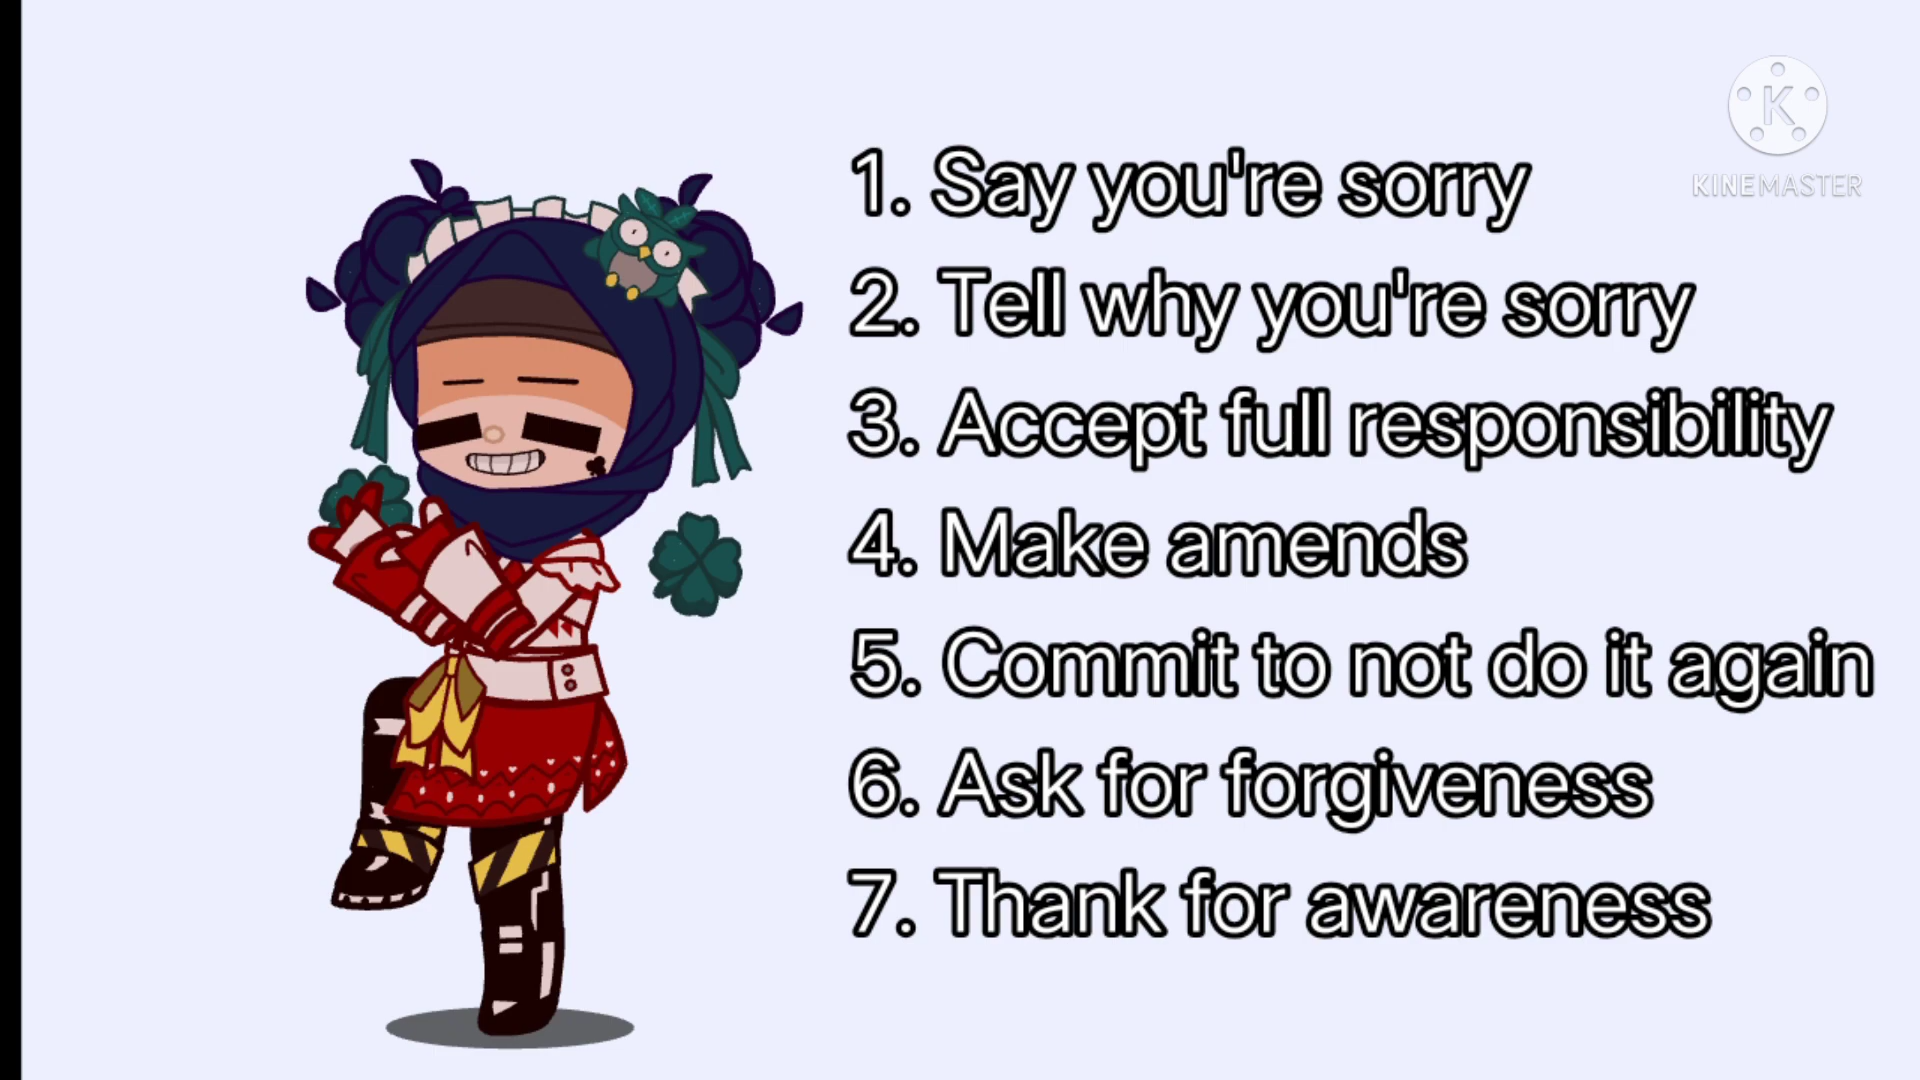 K
KINEMASTER
1. Say you're sorry
2. Tell why you're sorry
3. Accept full responsibility
4. Make amends
5. Commit to not do it again
6. Ask for forgiveness
7. Thank for awareness